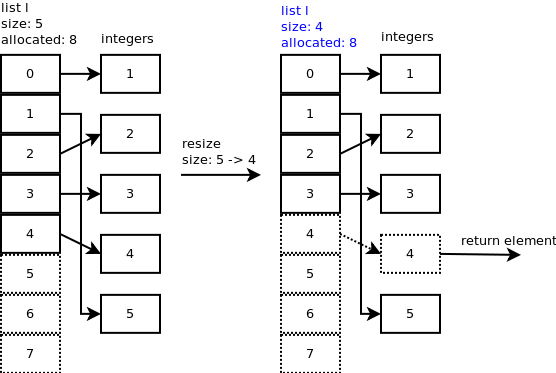 list l
size: 5
allocated: 8
integers
0
1
2
3
4
5
6
7
1
2
3
4
5
resize
size: 5 -> 4
list l
size: 4
allocated: 8
integers
0
1
2
3
4
5
6
7
1
2
3
4
5
return element